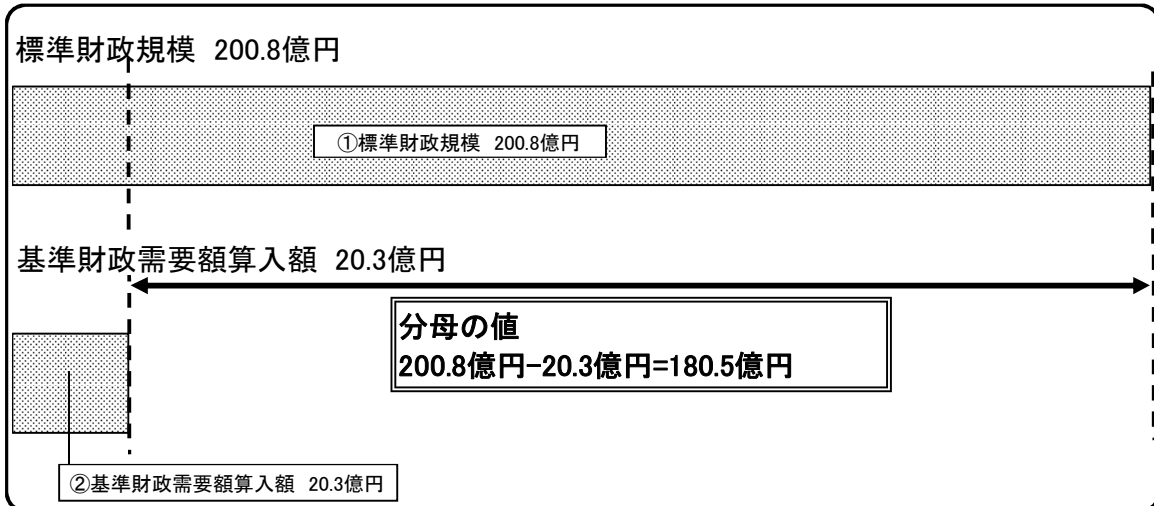 標準財政規模 200.8億円
①標準財政規模 200.8億円
基準財政需要額算入額 20.3億円
分母の値
200.8億円-20.3億円=180.5億円
②基準財政需要額算入額 20.3億円